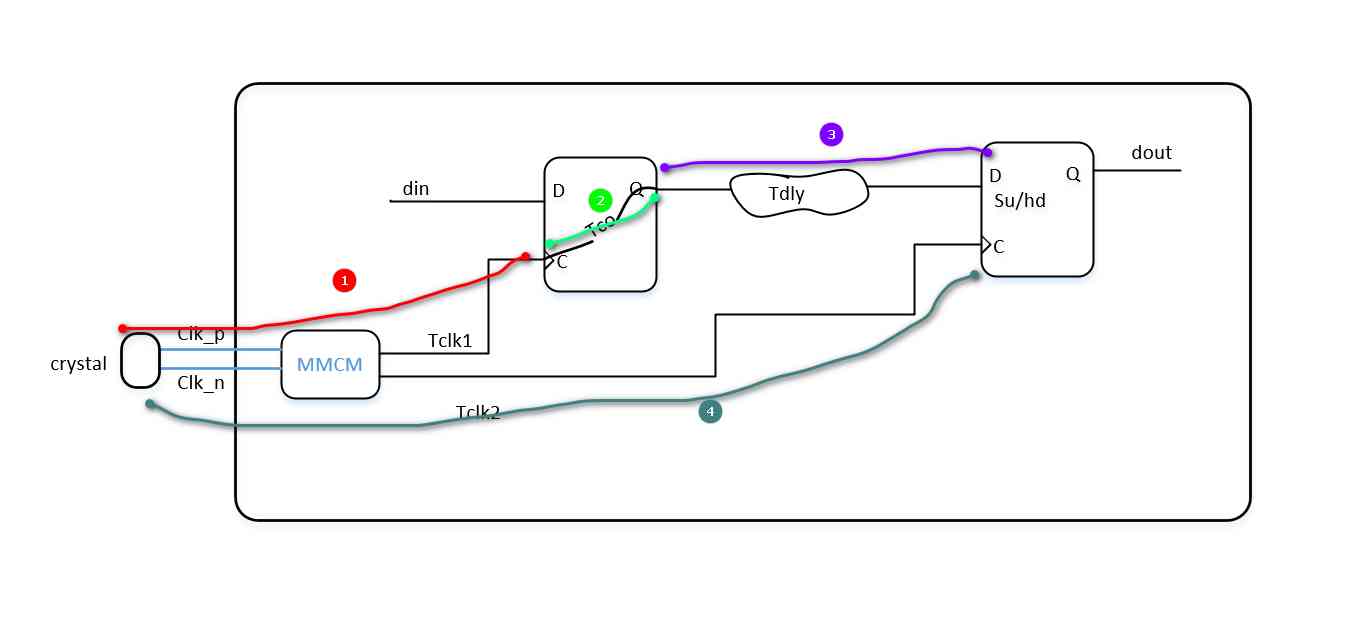 3
dout
din
D
Q
2
Tco
C
Tdly
D
Q
Su/hd
C
1
Clk_p
crystal
MMCM
Tclk1
Clk_n
Tclk2
4